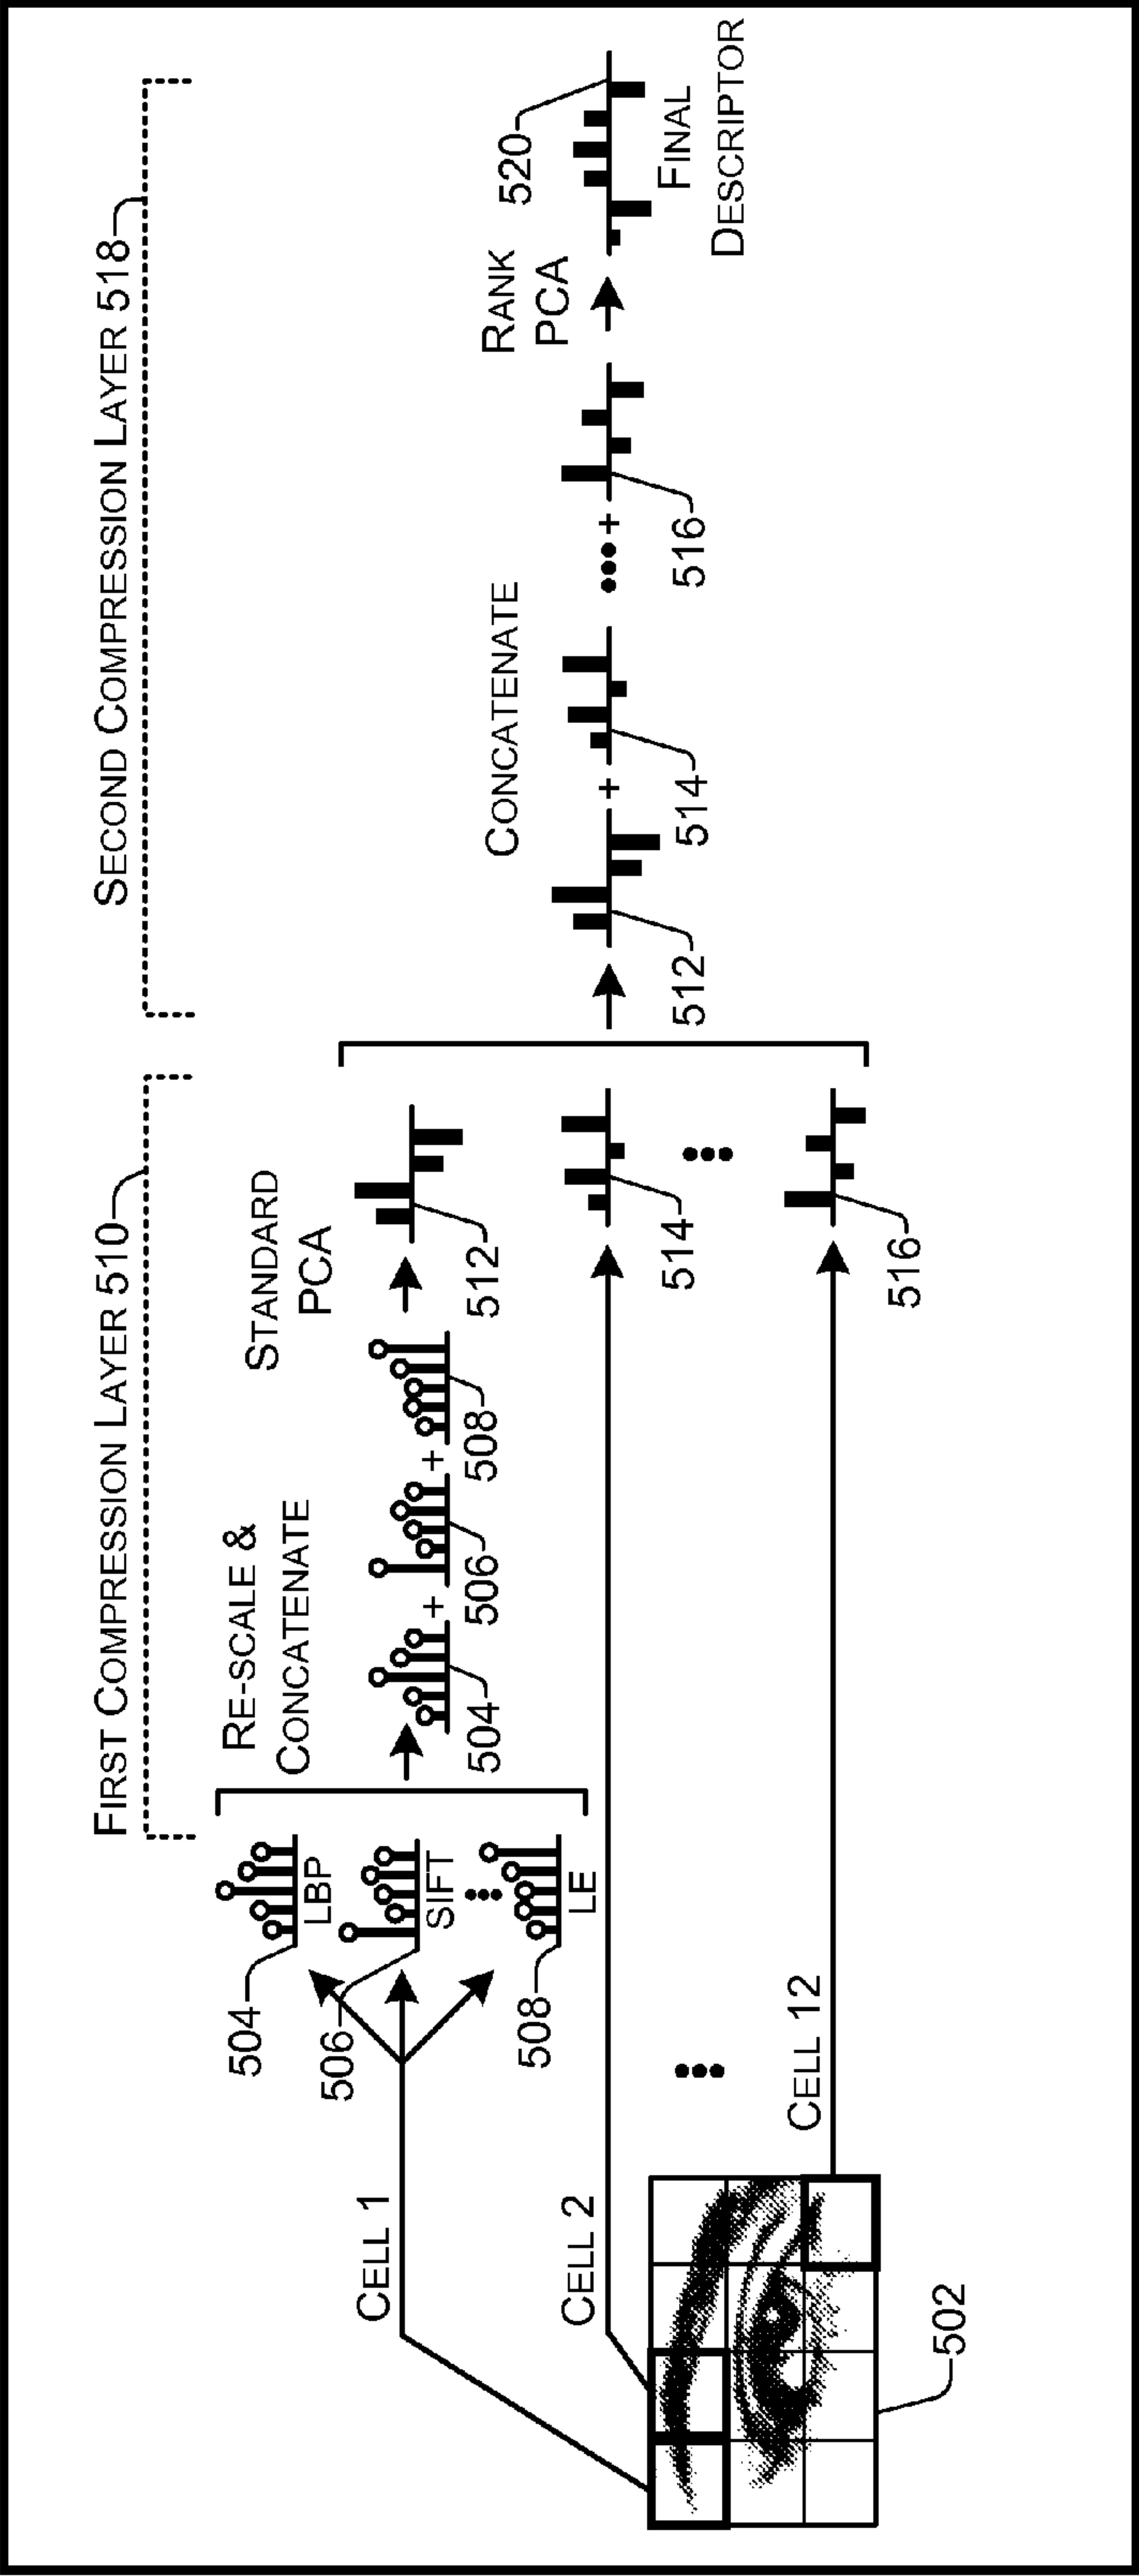 FIRST COMPRESSION LAYER 510
SECOND COMPRESSION LAYER 518
RE-SCALE &
CONCATENATE
STANDARD
PCA
504
LBP
506
SIFT
508
LE
504
+
506
+
508
512
514
516
CELL 1
CELL 2
CELL 12
502
CONCATENATE
512
+
514
+
516
RANK
PCA
520
FINAL
DESCRIPTOR